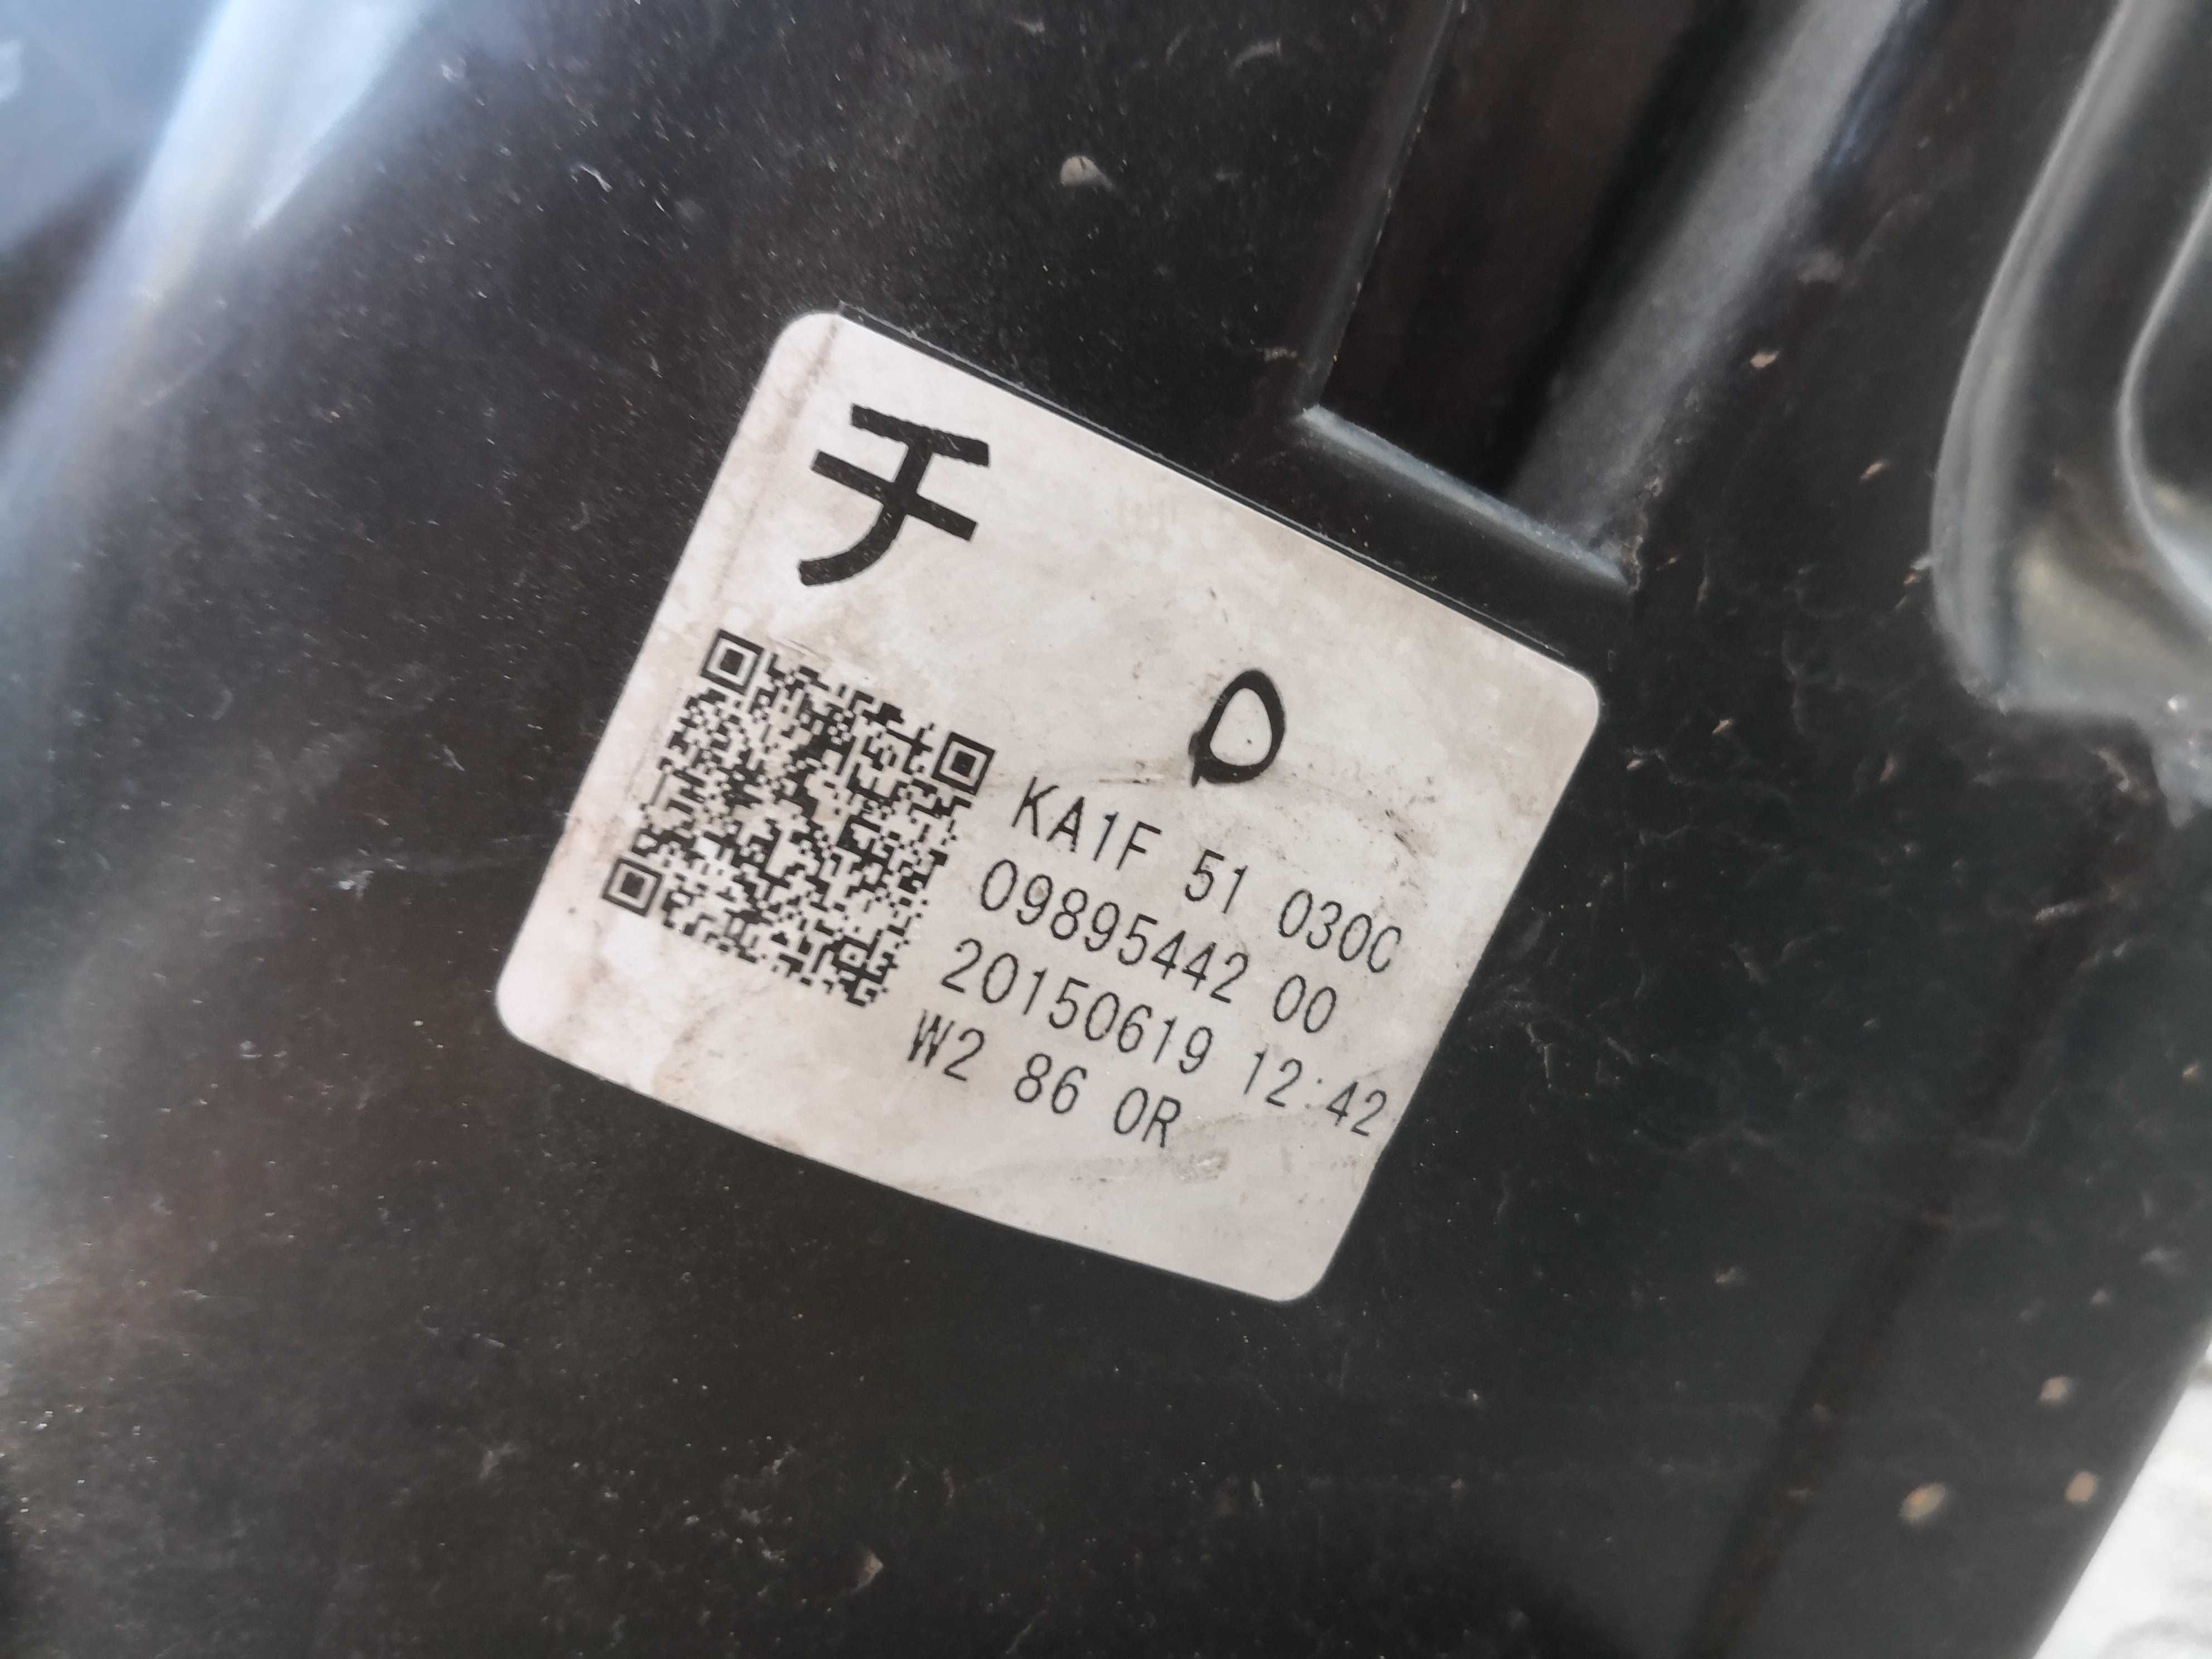 チ
O
KA1F 51 030C
09895442 00
20150619 12:42
W2 86 0R